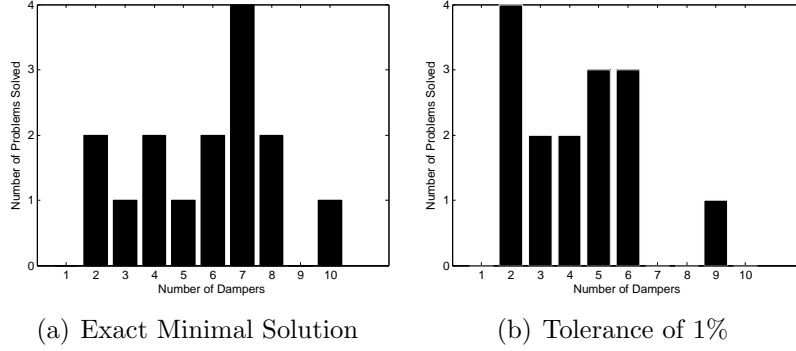 4
3
2
1
0
Number of Problems Solved
1 2 3 4 5 6 7 8 9 10
Number of Dampers
(a) Exact Minimal Solution
4
3
2
1
0
Number of Problems Solved
1 2 3 4 5 6 7 8 9 10
Number of Dampers
(b) Tolerance of 1%